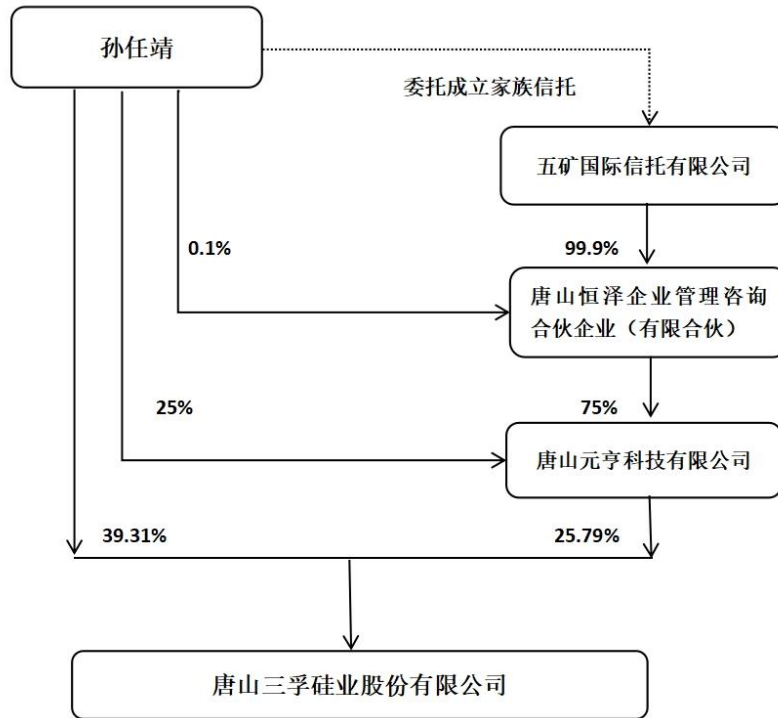 孙任靖
委托成立家族信托
五矿国际信托有限公司
0.1%
99.9%
唐山恒泽企业管理咨询
合伙企业（有限合伙）
25%
75%
唐山元亨科技有限公司
39.31%
25.79%
唐山三孚硅业股份有限公司